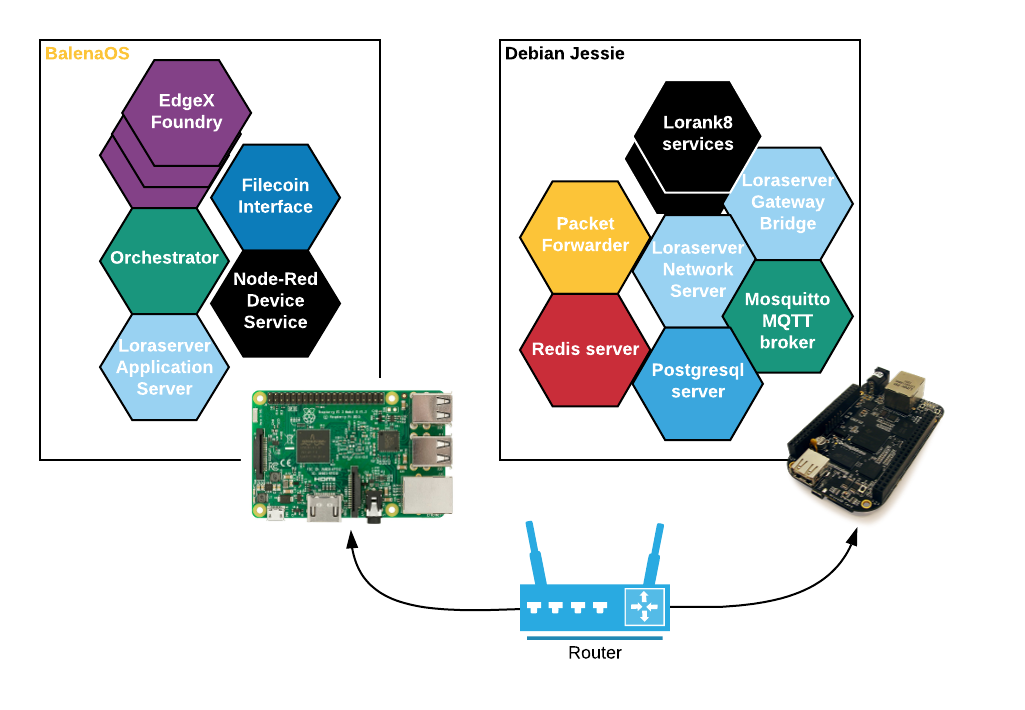 BalenaOS
EdgeX
Foundry
Filecoin
Interface
Orchestrator
Node-Red
Device
Service
Loraserver
Application
Server
Debian Jessie
Lorank8
services
Loraserver
Gateway
Bridge
Packet
Forwarder
Loraserver
Network
Server
Mosquitto
MQTT
broker
Redis server
Postgresql
server
HDMI
Router